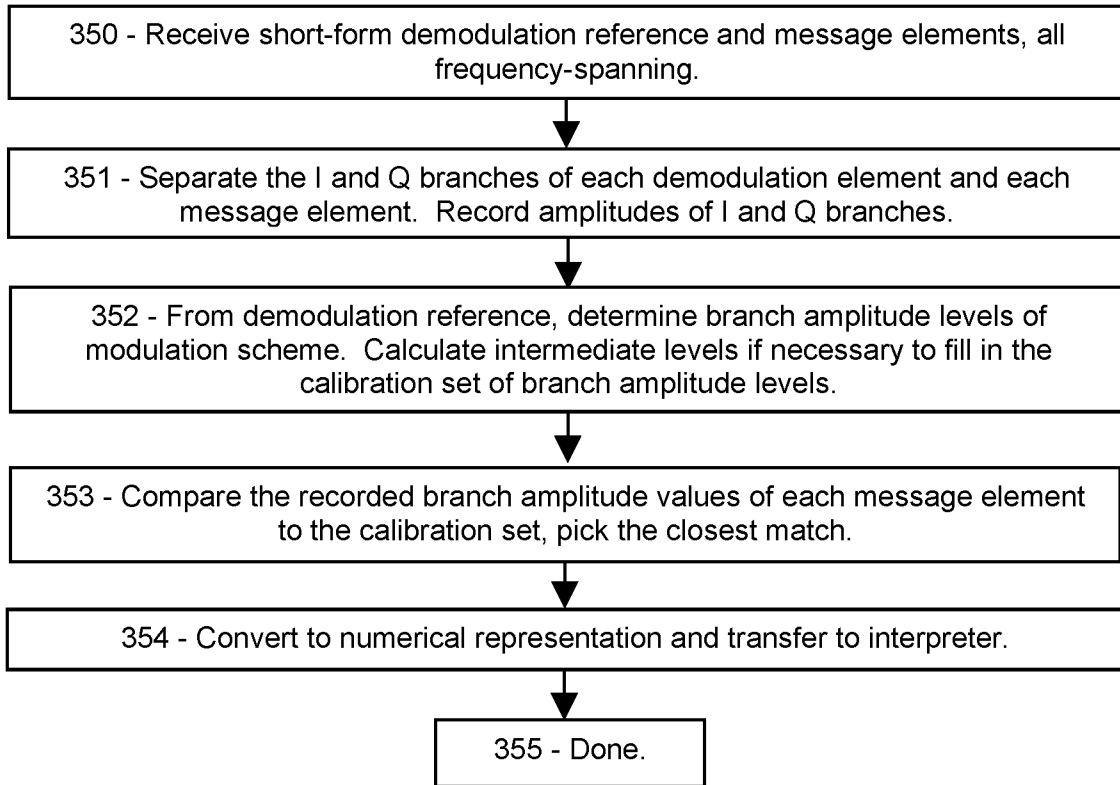 350 - Receive short-form demodulation reference and message elements, all
frequency-spanning.
351 - Separate the I and Q branches of each demodulation element and each
message element.  Record amplitudes of I and Q branches.
352 - From demodulation reference, determine branch amplitude levels of
modulation scheme.  Calculate intermediate levels if necessary to fill in the
calibration set of branch amplitude levels.
353 - Compare the recorded branch amplitude values of each message element
to the calibration set, pick the closest match.
354 - Convert to numerical representation and transfer to interpreter.
355 - Done.